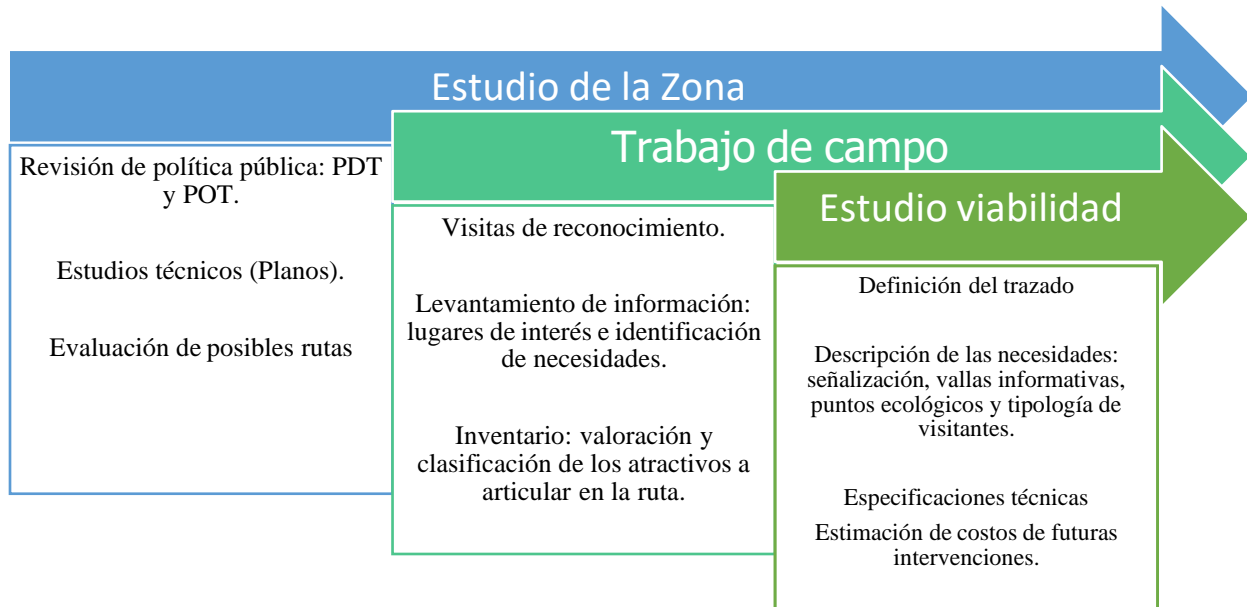 Estudio de la Zona
Revisión de política pública: PDT
y POT.
Estudios técnicos (Planos).
Evaluación de posibles rutas
Trabajo de campo
Visitas de reconocimiento.
Levantamiento de información:
lugares de interés e identificación
de necesidades.
Inventario: valoración y
clasificación de los atractivos a
articular en la ruta.
Estudio viabilidad
Definición del trazado
Descripción de las necesidades:
señalización, vallas informativas,
puntos ecológicos y tipología de
visitantes.
Especificaciones técnicas
Estimación de costos de futuras
intervenciones.